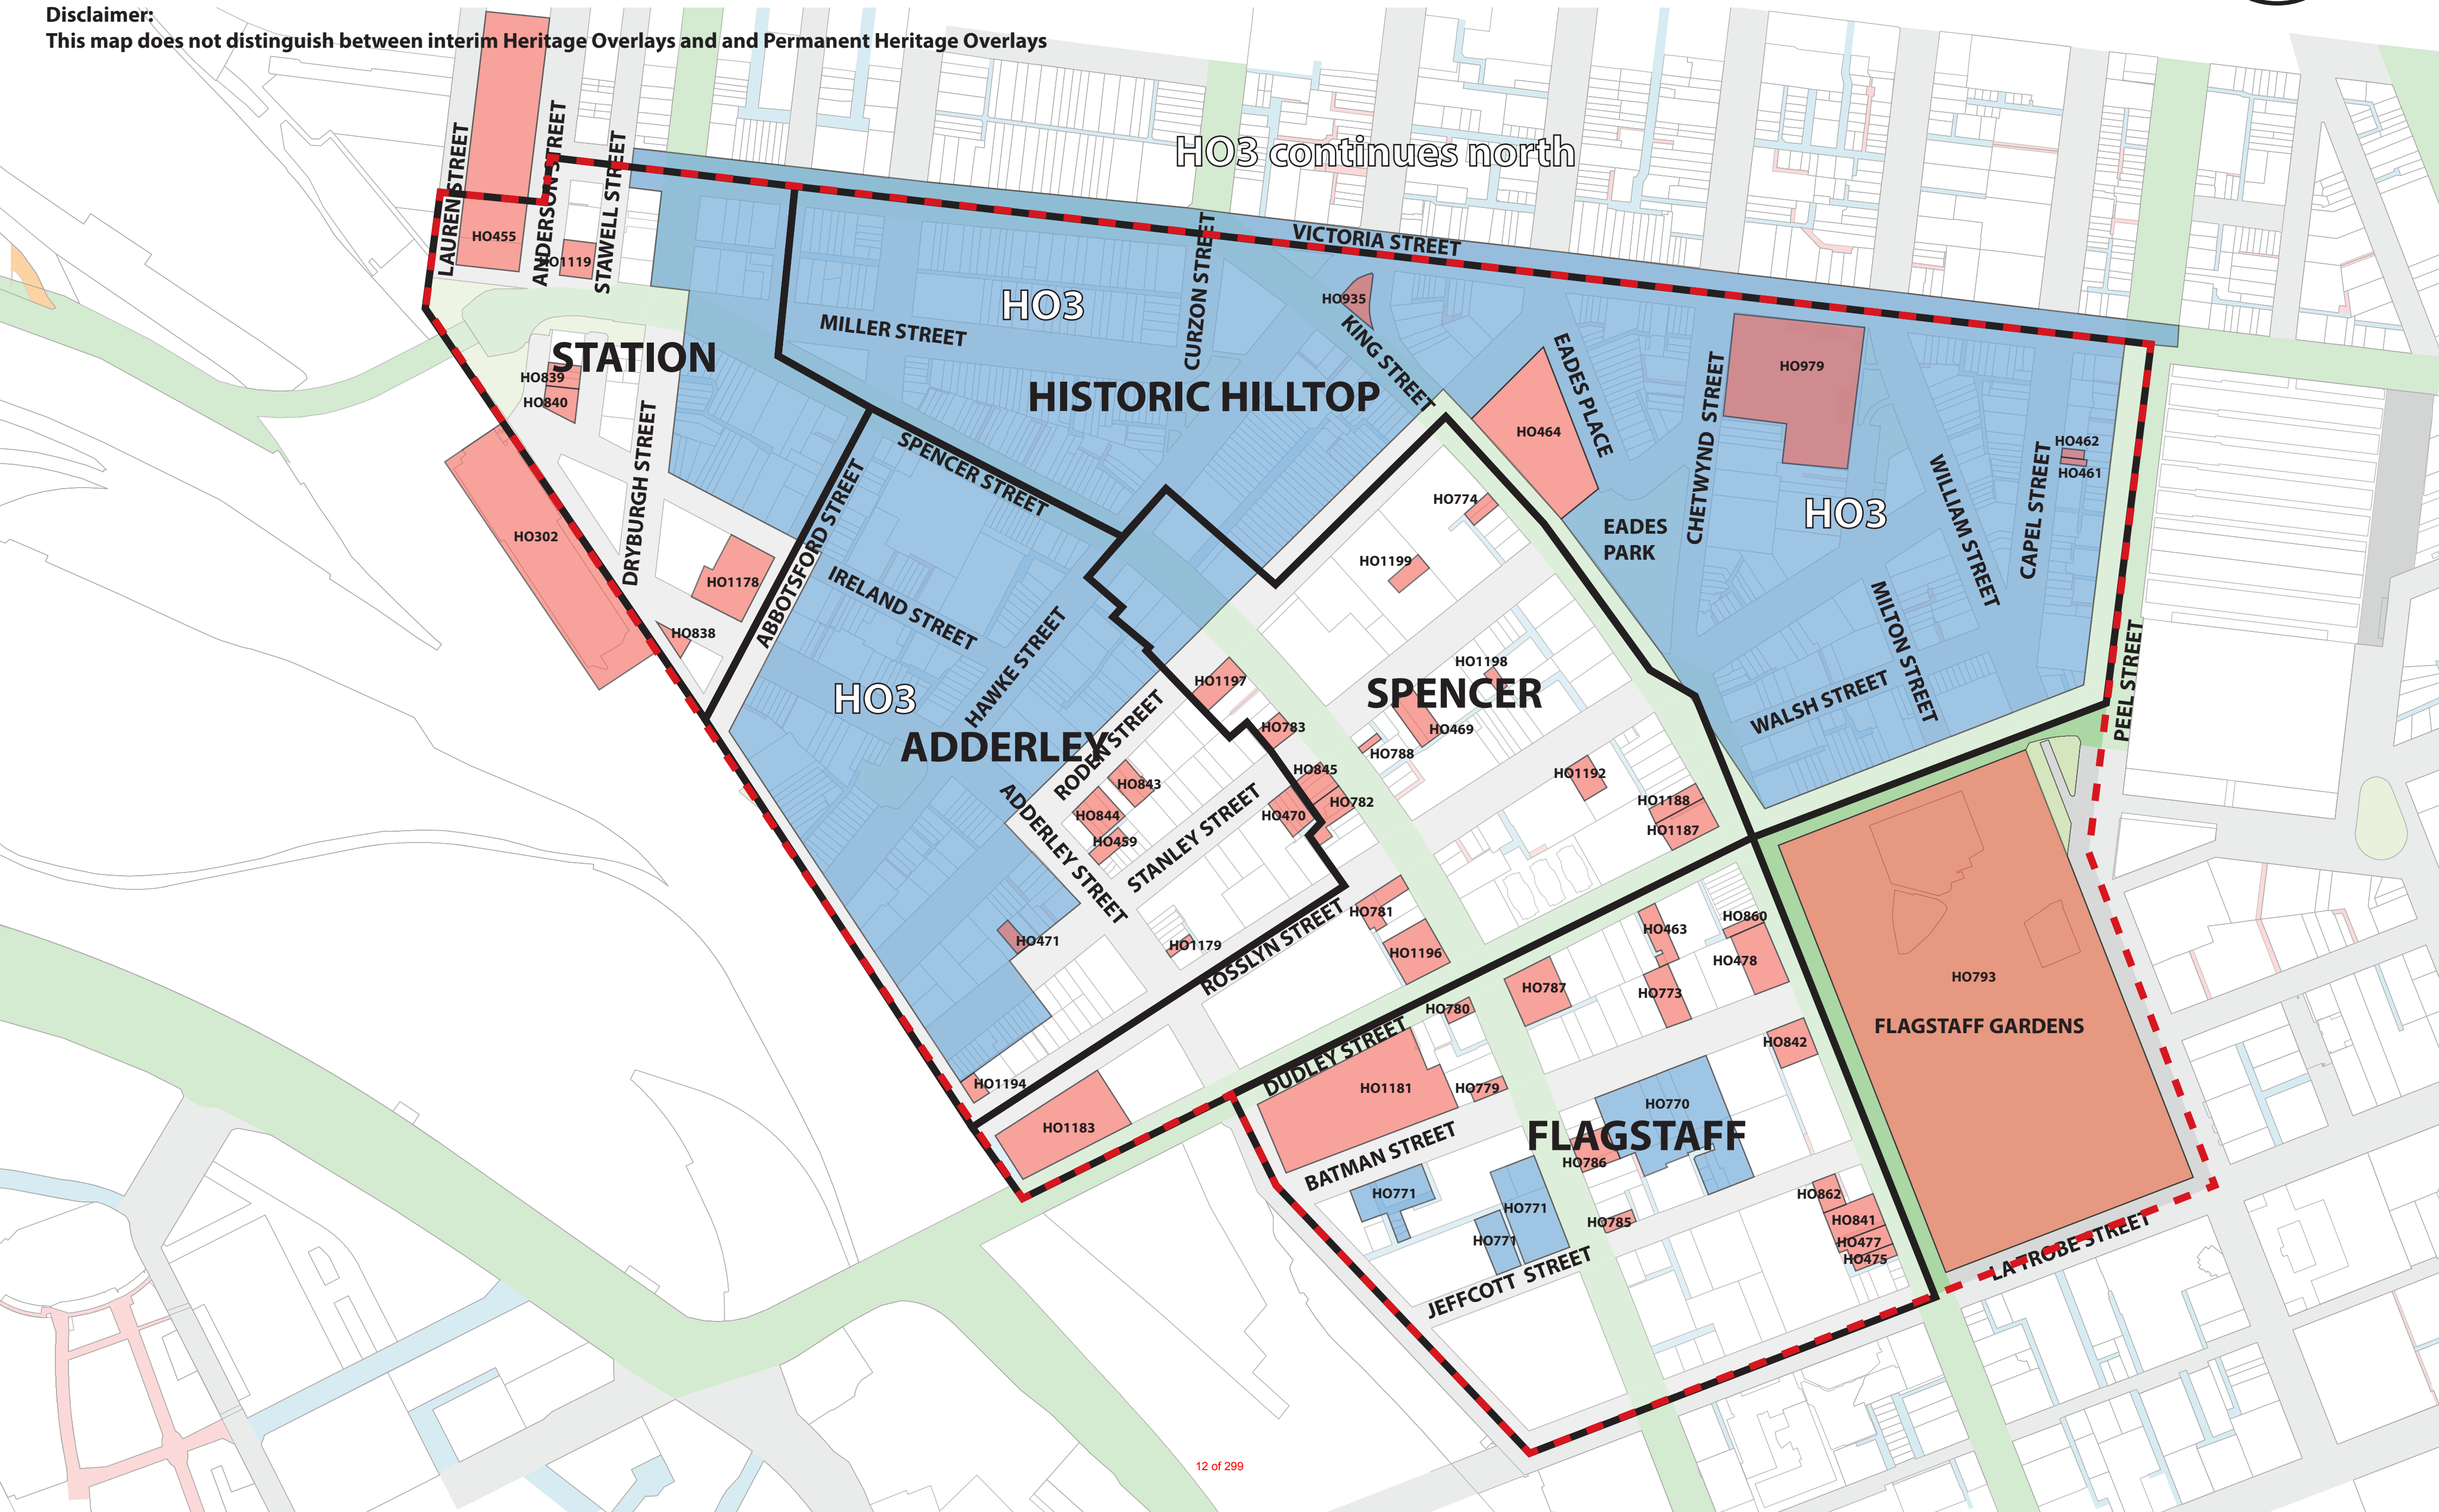 Disclaimer:
This map does not distinguish between interim Heritage Overlays and and Permanent Heritage Overlays
HO3 continues north
LAURENS STREET
ANDERSON STREET
STAWELL STREET
HO455
HO1119
VICTORIA STREET
CURZON STREET
HO935
HO3
MILLER STREET
KING STREET
STATION
HO839
HO840
HISTORIC HILLTOP
EADES PLACE
HO464
CHETWYND STREET
HO979
HO462
HO461
HO3
WILLIAM STREET
CAPEL STREET
SPENCER STREET
DRYBURGH STREET
HO302
HO774
EADES
PARK
HO1199
HO1178
ABBOTSFORD STREET
IRELAND STREET
HO838
HAWKE STREET
MILTON STREET
WALSH STREET
PEEL STREET
HO3
HO1197
HO1198
SPENCER
HO469
HO783
HO788
ADDERLEY
RODEN STREET
HO843
HO844
HO459
HO845
HO782
HO470
HO1192
HO1188
HO1187
ADDERLEY STREET
STANLEY STREET
HO471
HO1179
ROSSLYN STREET
HO781
HO1196
HO463
HO860
HO478
HO787
HO773
HO780
HO793
FLAGSTAFF GARDENS
DUDLEY STREET
HO842
HO1194
HO1183
HO1181
HO779
HO770
FLAGSTAFF
HO786
BATMAN STREET
HO771
HO771
HO771
HO785
HO862
HO841
HO477
HO475
JEFFCOTT STREET
LA TROBE STREET
12 of 299